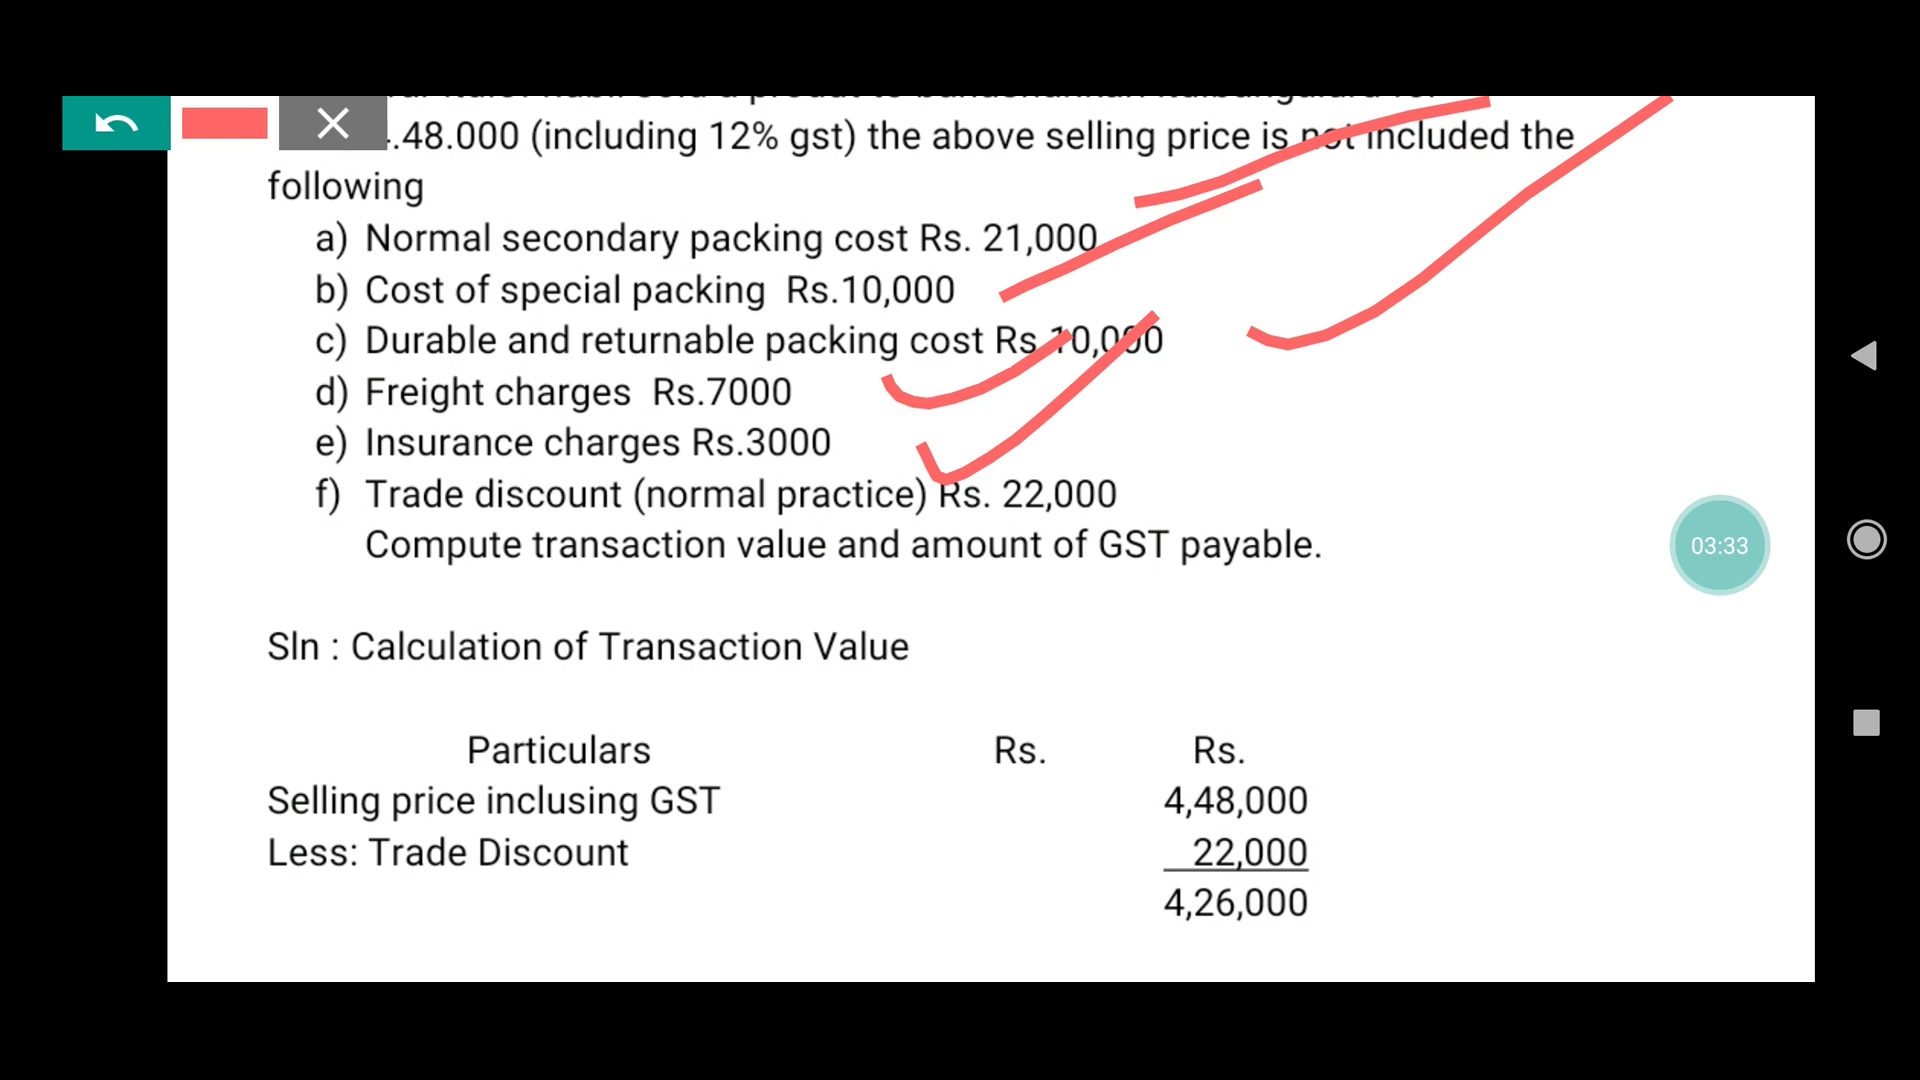 .48.000 (including 12% gst) the above selling price is not included the
following
a) Normal secondary packing cost Rs. 21,000
b) Cost of special packing Rs.10,000
c) Durable and returnable packing cost Rs. 10,000
d) Freight charges Rs.7000
e) Insurance charges Rs.3000
f) Trade discount (normal practice) Rs. 22,000
Compute transaction value and amount of GST payable.
03:33
Sln : Calculation of Transaction Value
Particulars Rs. Rs.
Selling price inclusing GST 4,48,000
Less: Trade Discount 22,000
4,26,000